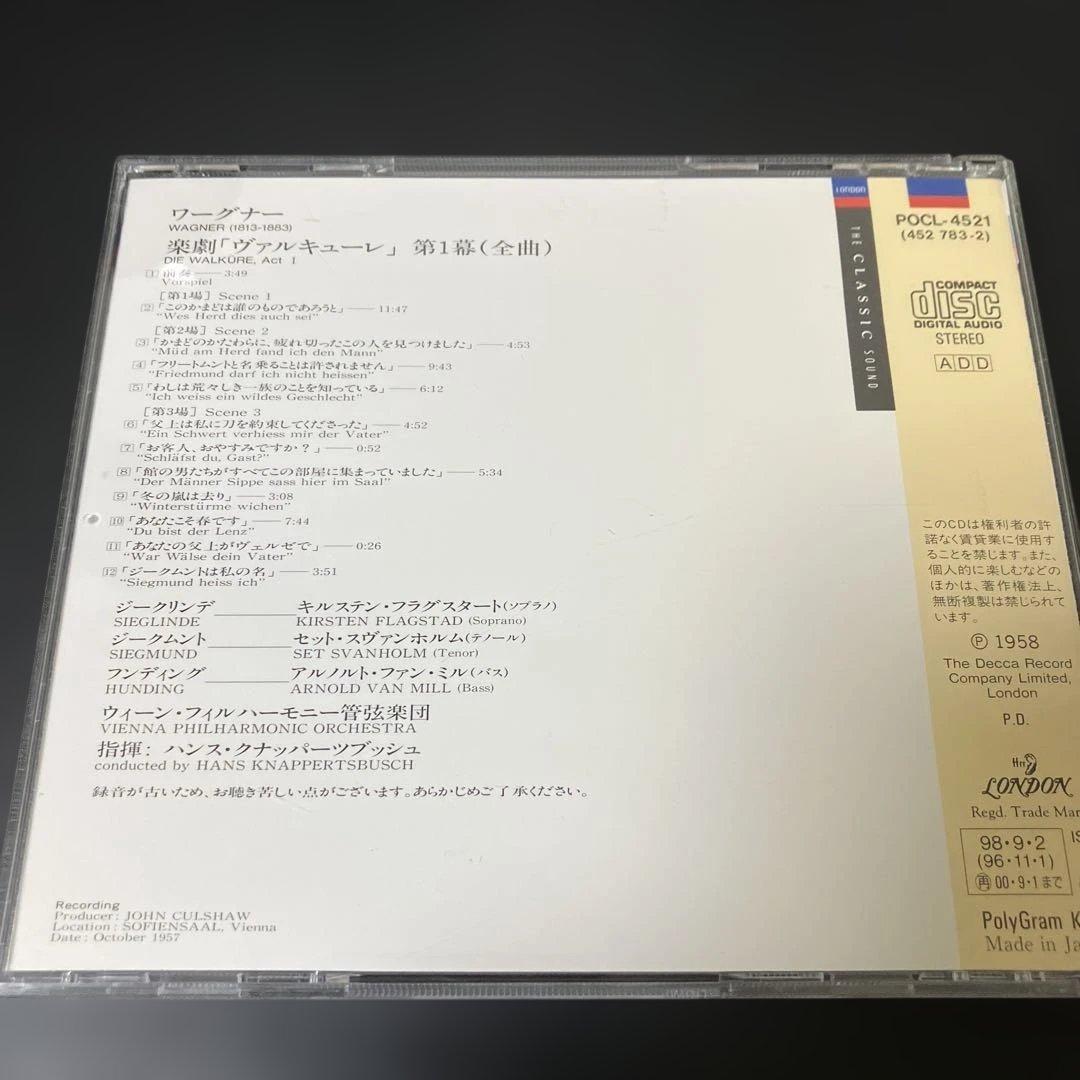 ワーグナー
WAGNER (1813-1883)
楽劇「ヴァルキューレ」 第1幕(全曲)
DIE WALKÜRE, Act I
1 前奏 —— 3:49
Vorspiel
[第1場] Scene 1
2 「このかまどは誰のものであろうと」 —— 11:47
"Wes Herd dies auch sei"
[第2場] Scene 2
3 「かまどのかたわらに、疲れ切ったこの人を見つけました」 —— 4:53
"Müd am Herd fand ich den Mann"
4 「フリートムントと名乗ることは許されません」 —— 9:43
"Friedmund darf ich nicht heissen"
5 「わしは荒々しき一族のことを知っている」 —— 6:12
"Ich weiss ein wildes Geschlecht"
[第3場] Scene 3
6 「父上は私に刀を約束してくださった」 —— 4:52
"Ein Schwert verhiess mir der Vater"
7 「お客人、おやすみですか?」 —— 0:52
"Schläfst du, Gast?"
8 「館の男たちがすべてこの部屋に集まっていました」 —— 5:34
"Der Männer Sippe sass hier im Saal"
9 「冬の嵐は去り」 —— 3:08
"Winterstürme wichen"
10 「あなたこそ春です」 —— 7:44
"Du bist der Lenz"
11 「あなたの父上がヴェルゼで」 —— 0:26
"War Wälse dein Vater"
12 「ジークムントは私の名」 —— 3:51
"Siegmund heiss ich"
ジークリンデ ———— キルステン・フラグスタート(ソプラノ)
SIEGLINDE KIRSTEN FLAGSTAD (Soprano)
ジークムント ———— セット・スヴァンホルム(テノール)
SIEGMUND SET SVANHOLM (Tenor)
フンディング ———— アルノルト・ファン・ミル(バス)
HUNDING ARNOLD VAN MILL (Bass)
ウィーン・フィルハーモニー管弦楽団
VIENNA PHILHARMONIC ORCHESTRA
指揮: ハンス・クナッパーツブッシュ
conducted by HANS KNAPPERTSBUSCH
録音が古いため、お聴き苦しい点がございます。あらかじめご了承ください。
Recording
Producer: JOHN CULSHAW
Location: SOFIENSAAL, Vienna
Date: October 1957
LONDON
THE CLASSIC SOUND
POCL-4521
(452 783-2)
COMPACT
disc
DIGITAL AUDIO
STEREO
ADD
このCDは権利者の許
諾なく賃貸業に使用す
ることを禁じます。また、
個人的に楽しむなどの
ほかは、著作権法上、
無断複製は禁じられて
います。
Ⓟ 1958
The Decca Record
Company Limited,
London
P.D.
LONDON
Regd. Trade Mar
98・9・2
(96・11・1)
再 00・9・1まで
IS
PolyGram K
Made in Ja